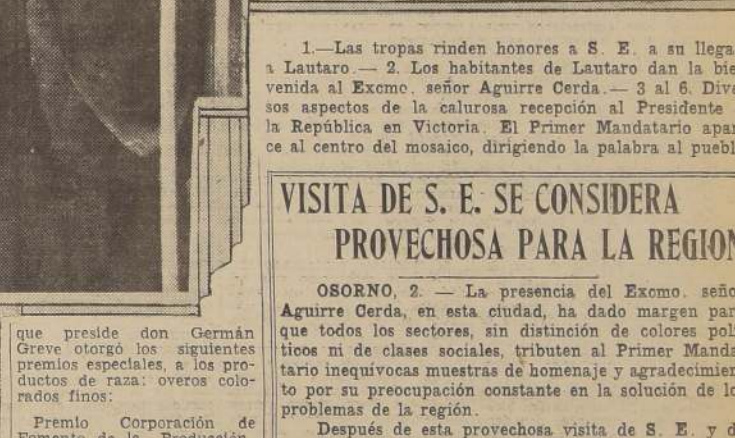 1.—Las tropas rinden honores a S. E. a su llega
a Lautaro.— 2. Los habitantes de Lautaro dan la bie
venida al Excmo. señor Aguirre Cerda.— 3 al 6. Dive
sos aspectos de la calurosa recepción al Presidente
la República en Victoria. El Primer Mandatario apar
ce al centro del mosaico, dirigiendo la palabra al puebl
VISITA DE S. E. SE CONSIDERA
PROVECHOSA PARA LA REGION
OSORNO, 2. — La presencia del Excmo. seño
Aguirre Cerda, en esta ciudad, ha dado margen par
que todos los sectores, sin distinción de colores polí
ticos ni de clases sociales, tributen al Primer Manda
tario inequívocas muestras de homenaje y agradecimien
to por su preocupación constante en la solución de lo
problemas de la región.
Después de esta provechosa visita de S. E. y d
que preside don Germán
Greve otorgó los siguientes
premios especiales, a los pro-
ductos de raza: overos colo-
rados finos:
Premio Corporación de
Fomento de la Producción